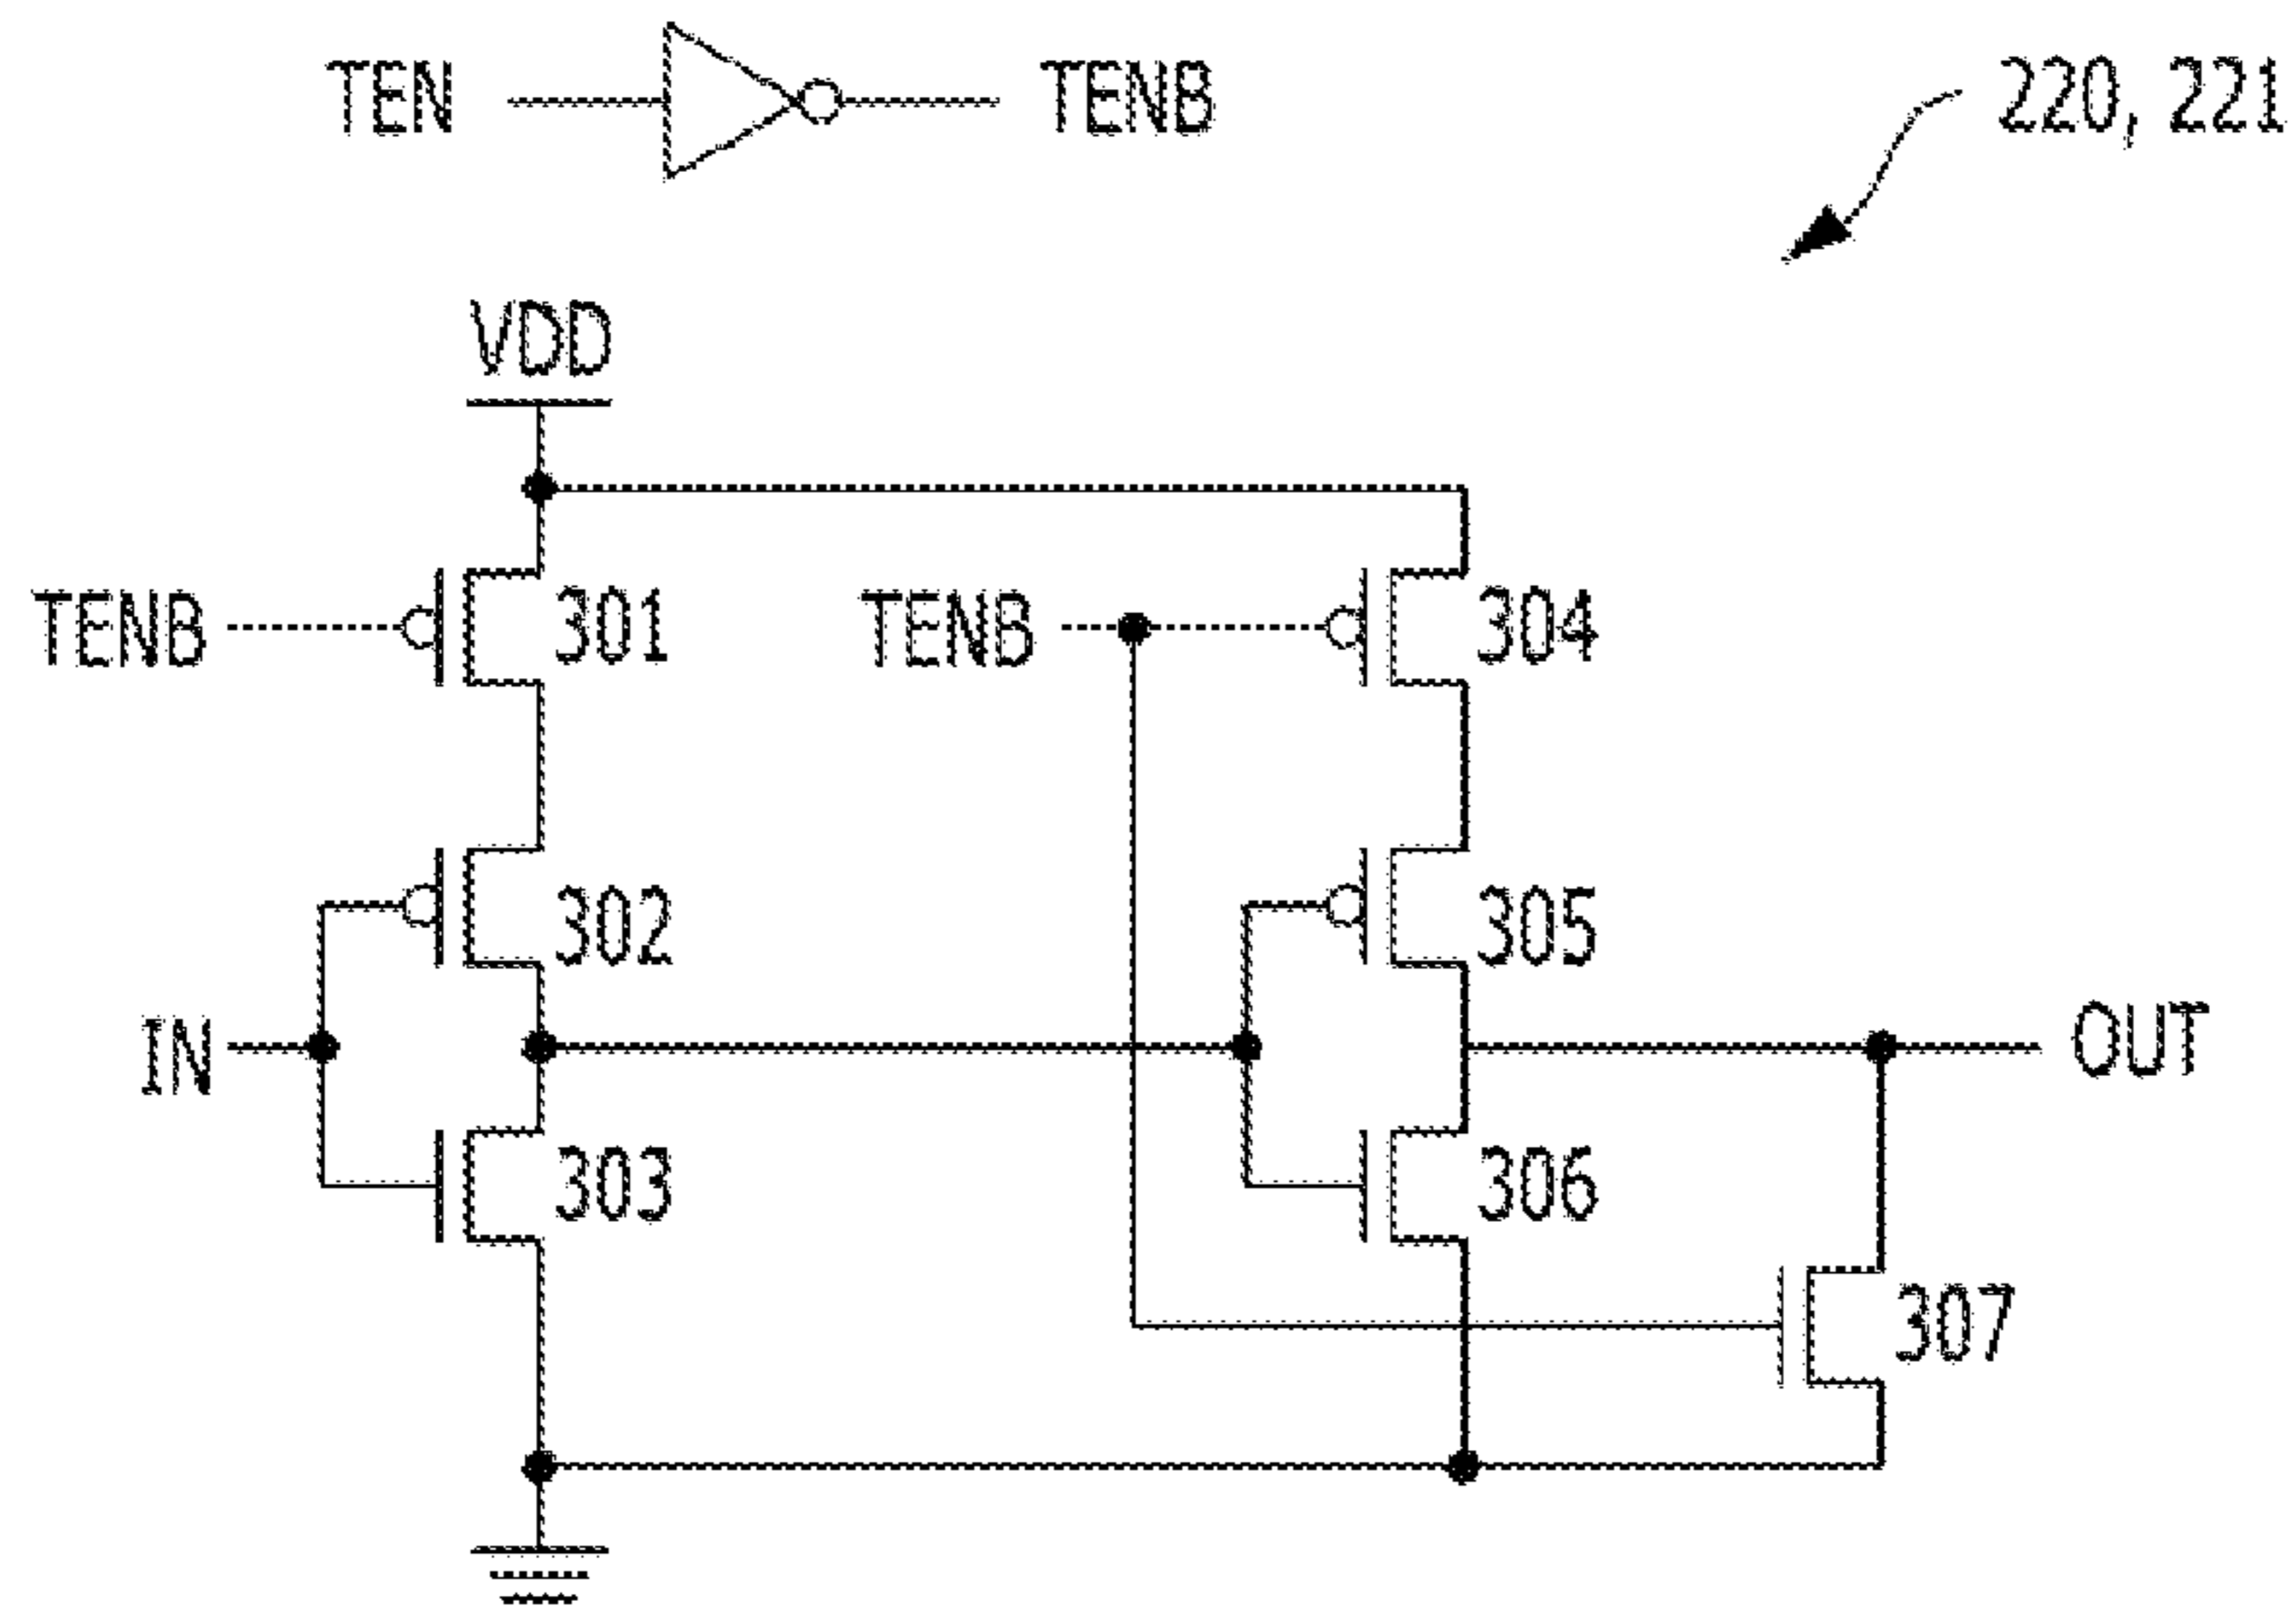 TEN
TENB
220, 221
VDD
TENB
301
TENB
304
302
305
IN
OUT
303
306
307